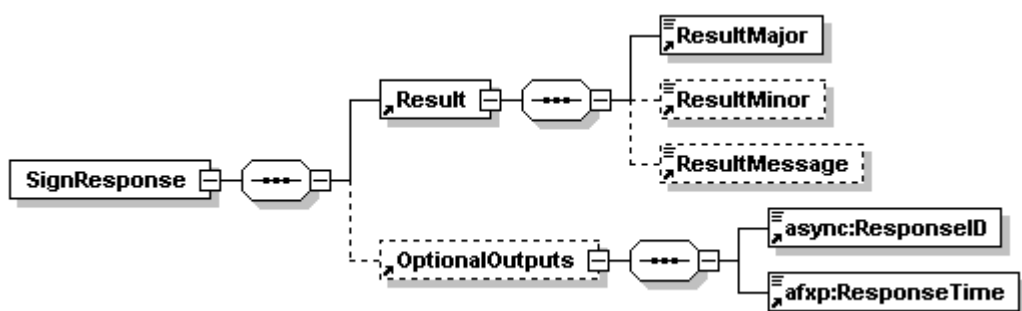 ResultMajor
Result
ResultMinor
ResultMessage
SignResponse
OptionalOutputs
async:ResponseID
afxp:ResponseTime